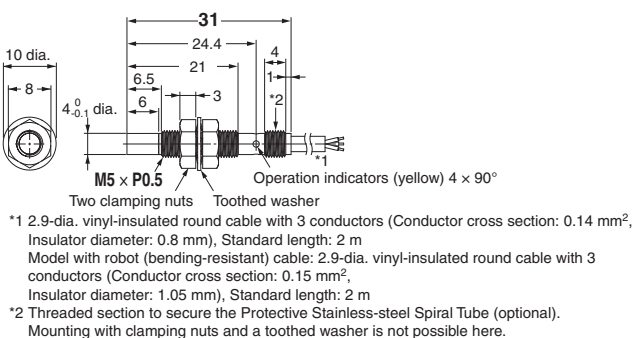 31
24.4
10 dia.
4
21
8
6.5
1
4 0 -0.1 dia.
6
3
*2
*1
M5 × P0.5
Operation indicators (yellow) 4 × 90°
Two clamping nuts
Toothed washer
*1 2.9-dia. vinyl-insulated round cable with 3 conductors (Conductor cross section: 0.14 mm²,
Insulator diameter: 0.8 mm), Standard length: 2 m
Model with robot (bending-resistant) cable: 2.9-dia. vinyl-insulated round cable with 3
conductors (Conductor cross section: 0.15 mm²,
Insulator diameter: 1.05 mm), Standard length: 2 m
*2 Threaded section to secure the Protective Stainless-steel Spiral Tube (optional).
Mounting with clamping nuts and a toothed washer is not possible here.